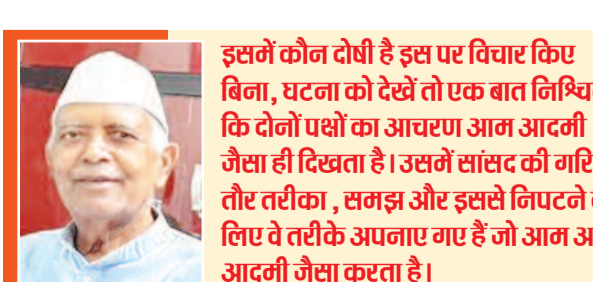 इसमें कौन दोषी है इस पर विचार किए
बिना, घटना को देखें तो एक बात
कि दोनों पक्षों का आचरण आम आदमी
जैसा ही दिखता है। उसमें सांसद की
तौर तरीका , समझ और इससे निपटने
लिए वे तरीके अपनाए गए हैं जो आम
आदमी जैसा करता है।